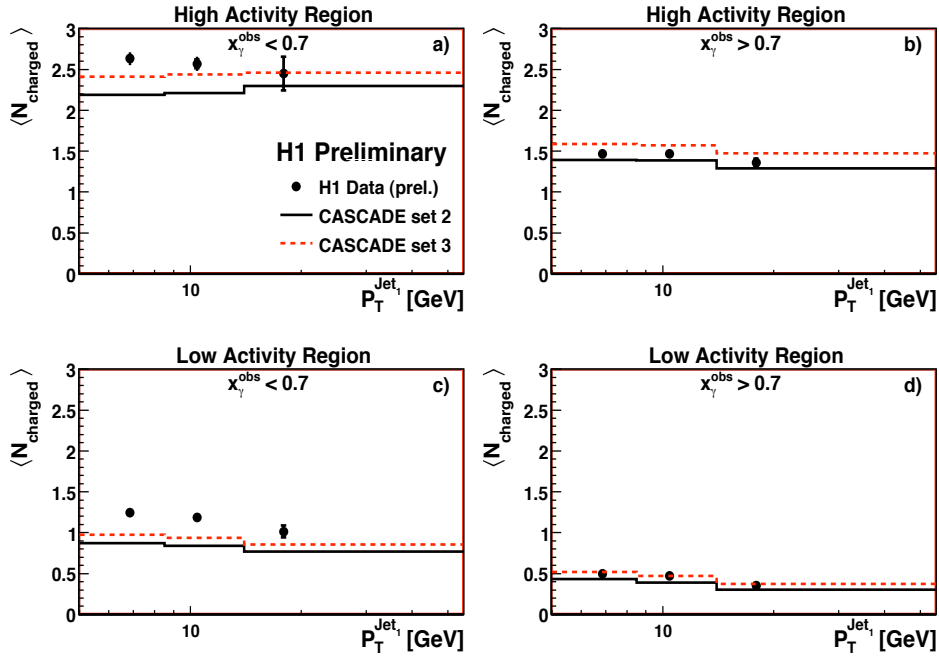 High Activity Region
x_γ^obs < 0.7
a)
⟨N_charged⟩
3
2.5
2
1.5
1
0.5
0
H1 Preliminary
H1 Data (prel.)
CASCADE set 2
CASCADE set 3
10
P_T^Jet_1 [GeV]
High Activity Region
x_γ^obs > 0.7
b)
⟨N_charged⟩
3
2.5
2
1.5
1
0.5
0
10
P_T^Jet_1 [GeV]
Low Activity Region
x_γ^obs < 0.7
c)
⟨N_charged⟩
3
2.5
2
1.5
1
0.5
0
10
P_T^Jet_1 [GeV]
Low Activity Region
x_γ^obs > 0.7
d)
⟨N_charged⟩
3
2.5
2
1.5
1
0.5
0
10
P_T^Jet_1 [GeV]